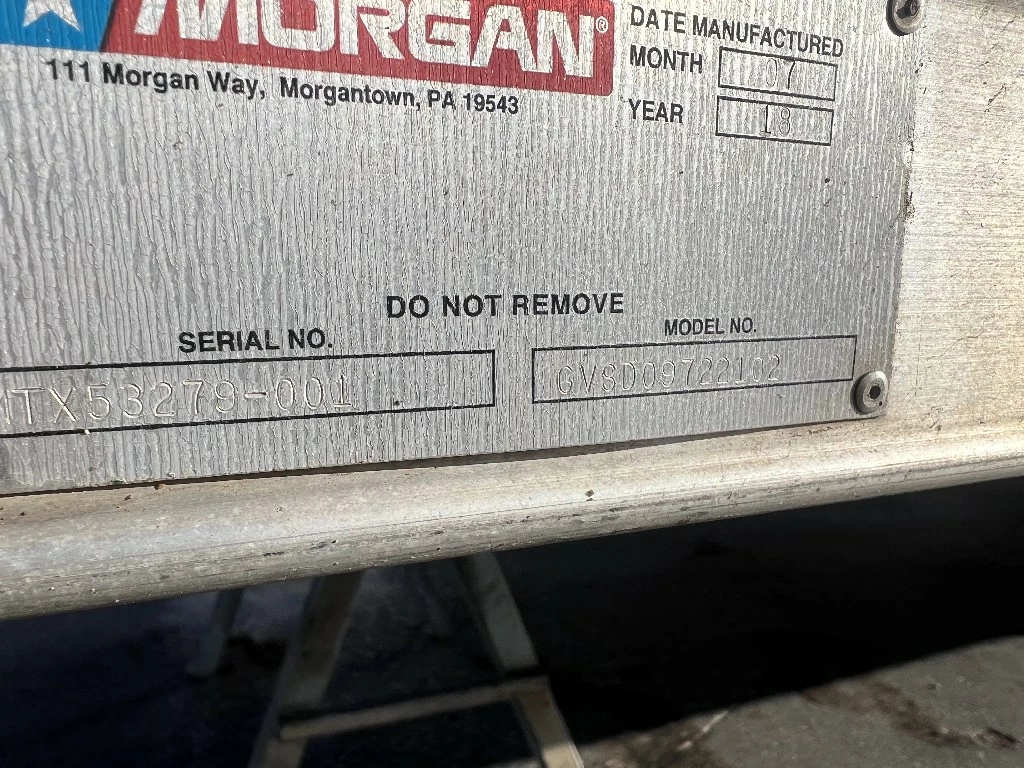 MORGAN®
111 Morgan Way, Morgantown, PA 19543
DATE MANUFACTURED
MONTH 07
YEAR 18
DO NOT REMOVE
SERIAL NO.
MTX53279-001
MODEL NO.
GVSD09722102